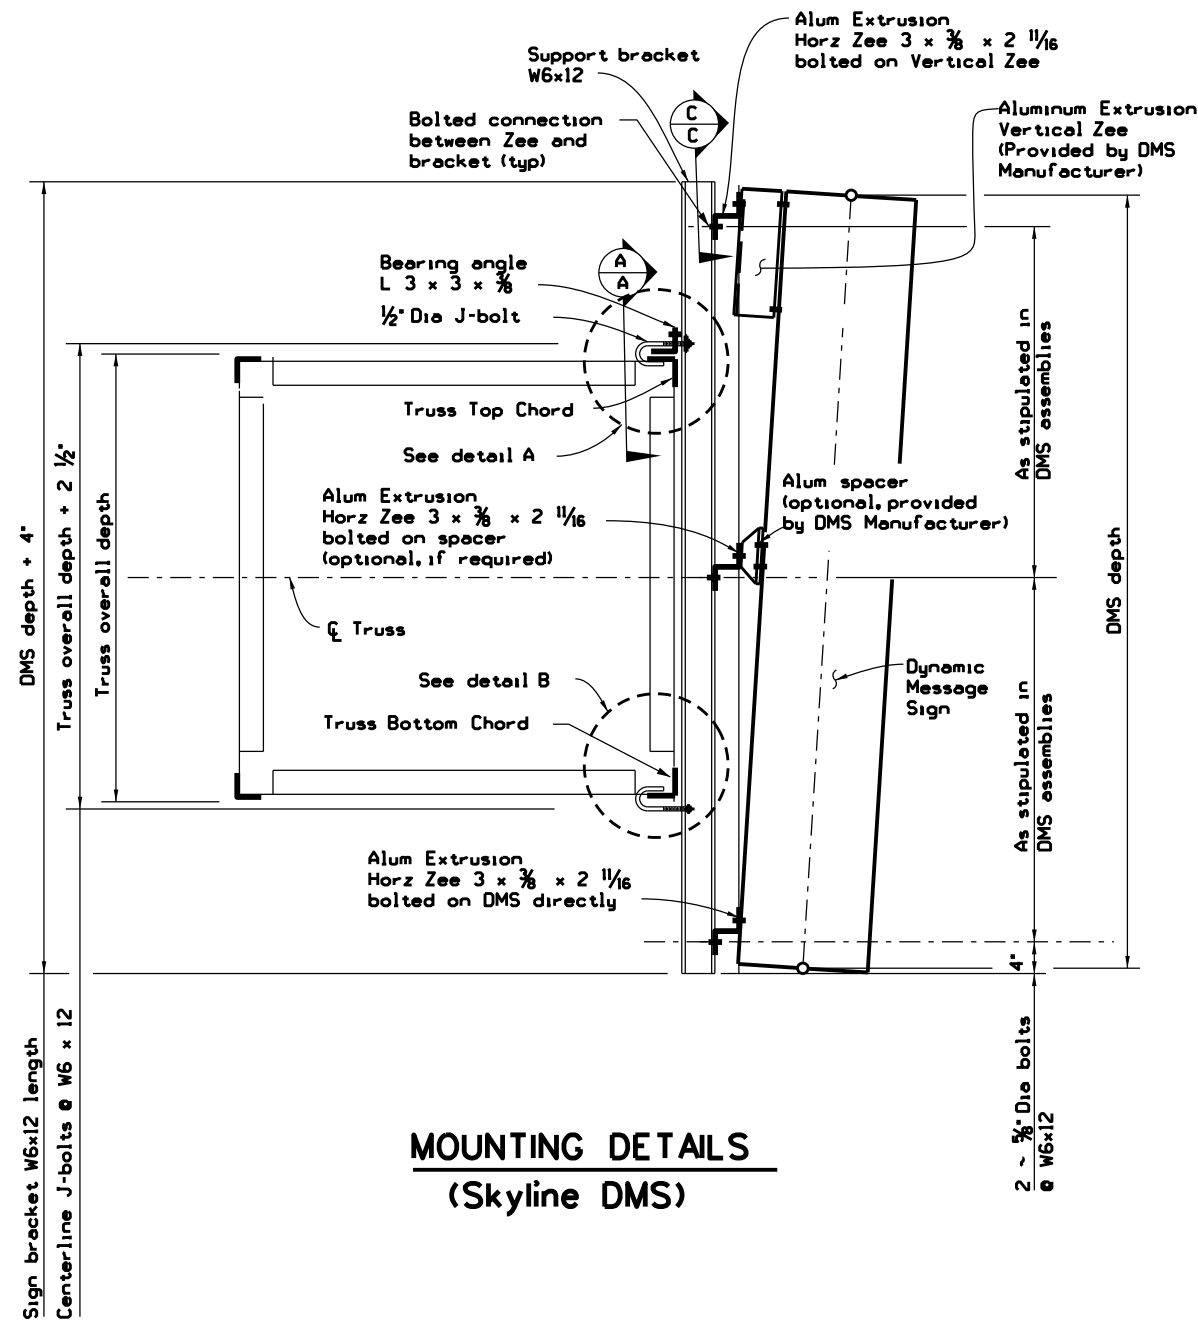 Alum Extrusion
Horz Zee 3 × 3/8 × 2 11/16
bolted on Vertical Zee
Support bracket
W6×12
Bolted connection
between Zee and
bracket (typ)
C
C
Aluminum Extrusion
Vertical Zee
(Provided by DMS
Manufacturer)
Bearing angle
L 3 × 3 × 3/8
1/2" Dia J-bolt
A
A
Truss Top Chord
See detail A
Alum Extrusion
Horz Zee 3 × 3/8 × 2 11/16
bolted on spacer
(optional, if required)
Alum spacer
(optional, provided
by DMS Manufacturer)
℄ Truss
See detail B
Truss Bottom Chord
Dynamic
Message
Sign
Alum Extrusion
Horz Zee 3 × 3/8 × 2 11/16
bolted on DMS directly
DMS depth + 4"
Truss overall depth + 2 1/2"
Truss overall depth
As stipulated in
DMS assemblies
DMS depth
As stipulated in
DMS assemblies
4"
Sign bracket W6×12 length
Centerline J-bolts @ W6 × 12
2 ~ 5/8" Dia bolts
@ W6×12
MOUNTING DETAILS
(Skyline DMS)